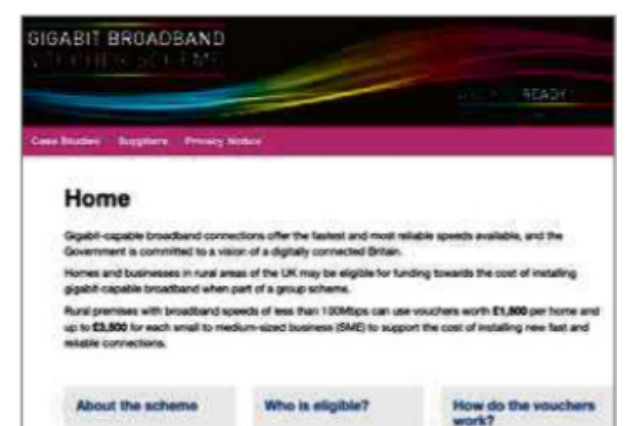 GIGABIT BROADBAND
VOUCHER SCHEME
READY
Case Studies Suppliers Privacy Notice
Home
Gigabit-capable broadband connections offer the fastest and most reliable speeds available, and the
Government is committed to a vision of a digitally connected Britain.
Homes and businesses in rural areas of the UK may be eligible for funding towards the cost of installing
gigabit-capable broadband when part of a group scheme.
Rural premises with broadband speeds of less than 100Mbps can use vouchers worth £1,500 per home and
up to £3,500 for each small to medium-sized business (SME) to support the cost of installing new fast and
reliable connections.
About the scheme Who is eligible? How do the vouchers
work?